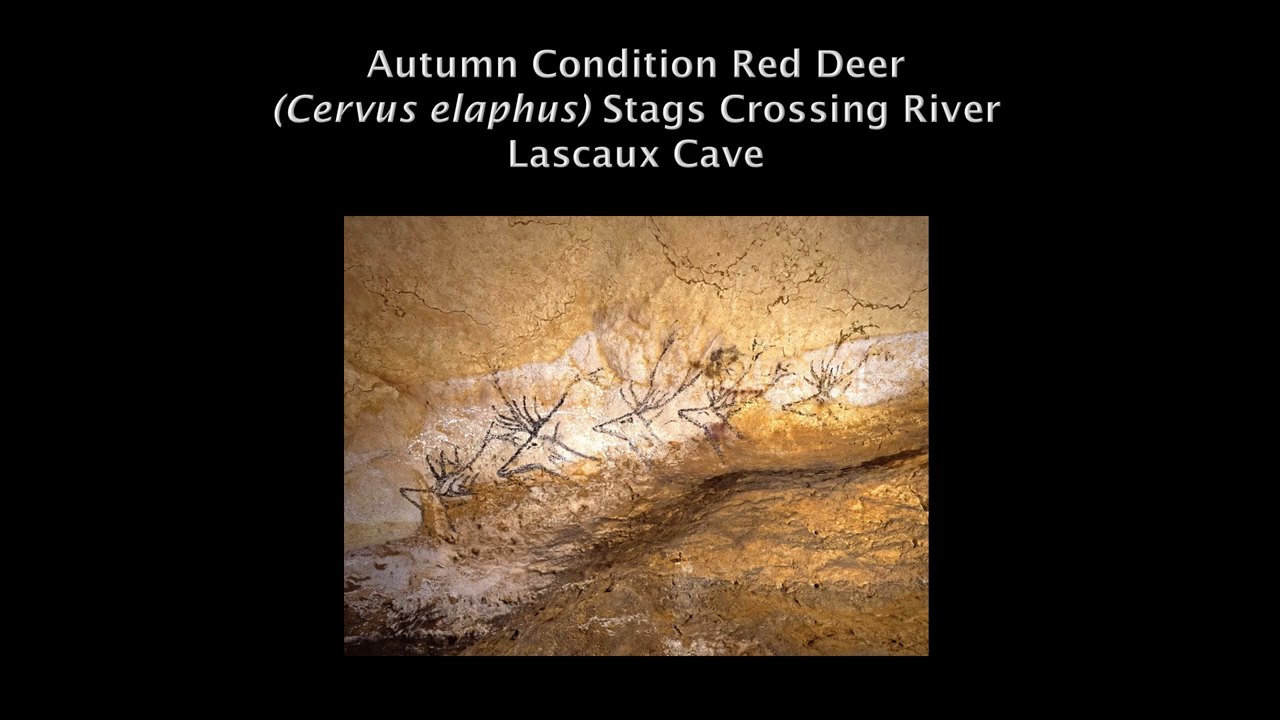 Autumn Condition Red Deer
(Cervus elaphus) Stags Crossing River
Lascaux Cave